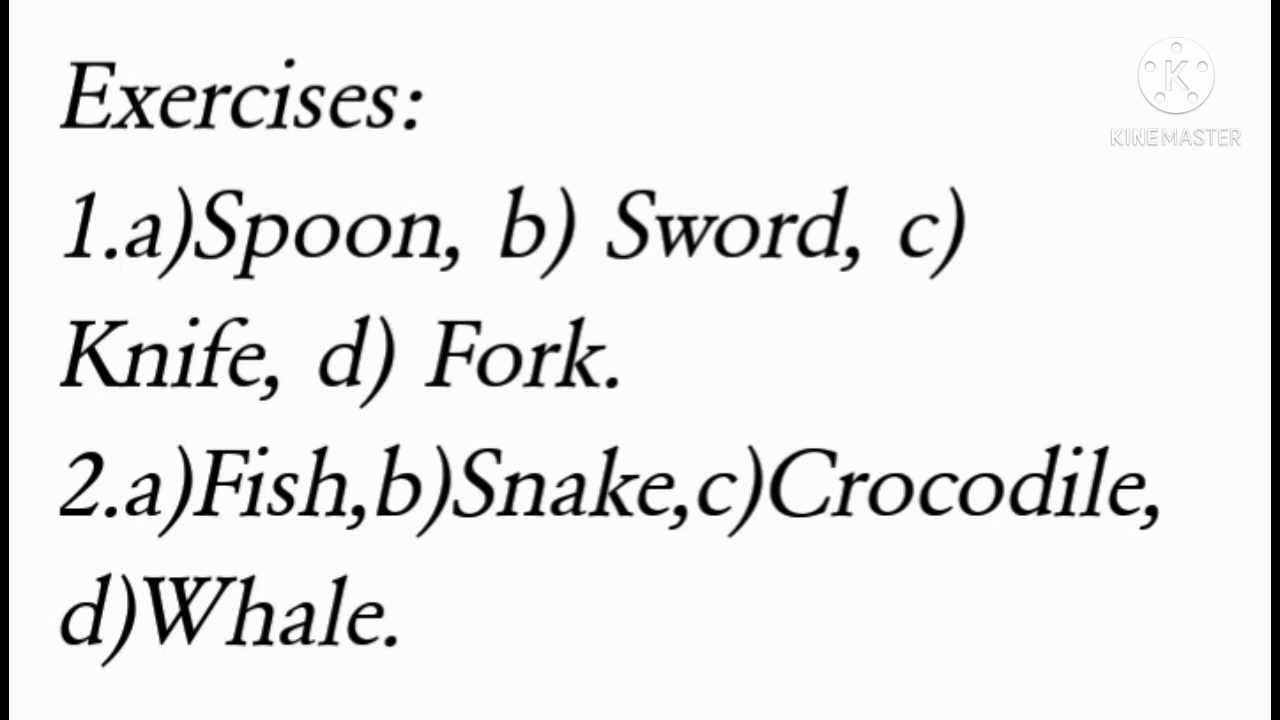 Exercises:
KINEMASTER
1.a)Spoon, b) Sword, c)
Knife, d) Fork.
2.a)Fish,b)Snake,c)Crocodile,
d)Whale.